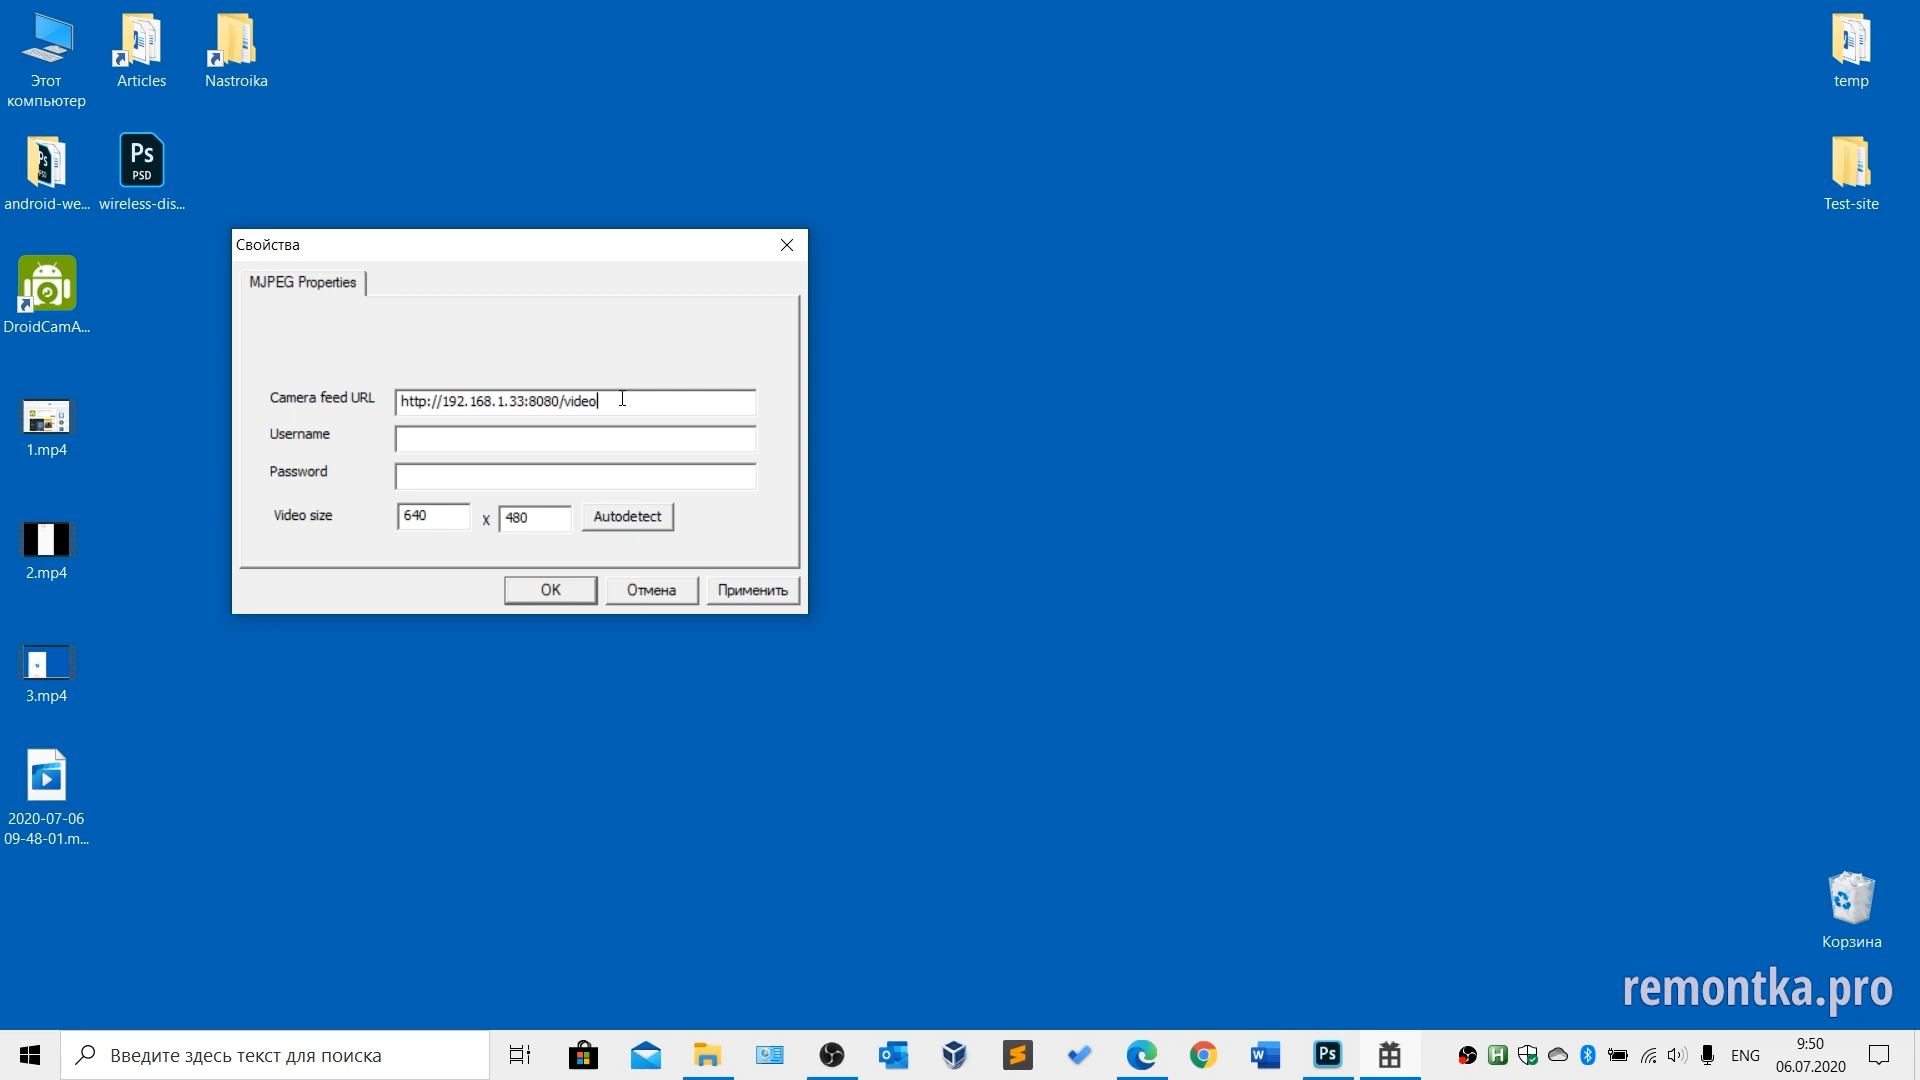 Этот
компьютер
Articles
Nastroika
temp
android-we...
Ps
PSD
wireless-dis...
Test-site
DroidCamA...
Свойства
MJPEG Properties
Camera feed URL
http://192.168.1.33:8080/video
Username
Password
Video size
640
x
480
Autodetect
OK
Отмена
Применить
1.mp4
2.mp4
3.mp4
2020-07-06
09-48-01.m...
Корзина
remontka.pro
Введите здесь текст для поиска
Ps
H
ENG
9:50
06.07.2020